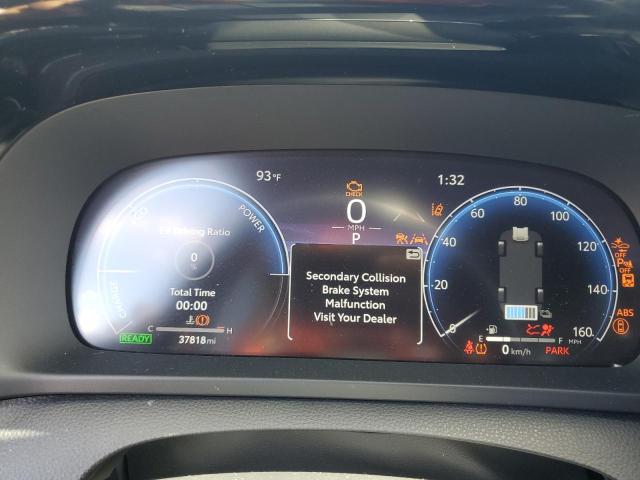 93 °F
CHECK
1:32
POWER
0
MPH
P
EV Driving Ratio
0
Total Time
00:00
C H
READY
37818 mi
CHARGE
Secondary Collision
Brake System
Malfunction
Visit Your Dealer
0
40
60
80
100
120
140
160
MPH
E F
0 km/h
PARK
OFF
OFF
ABS